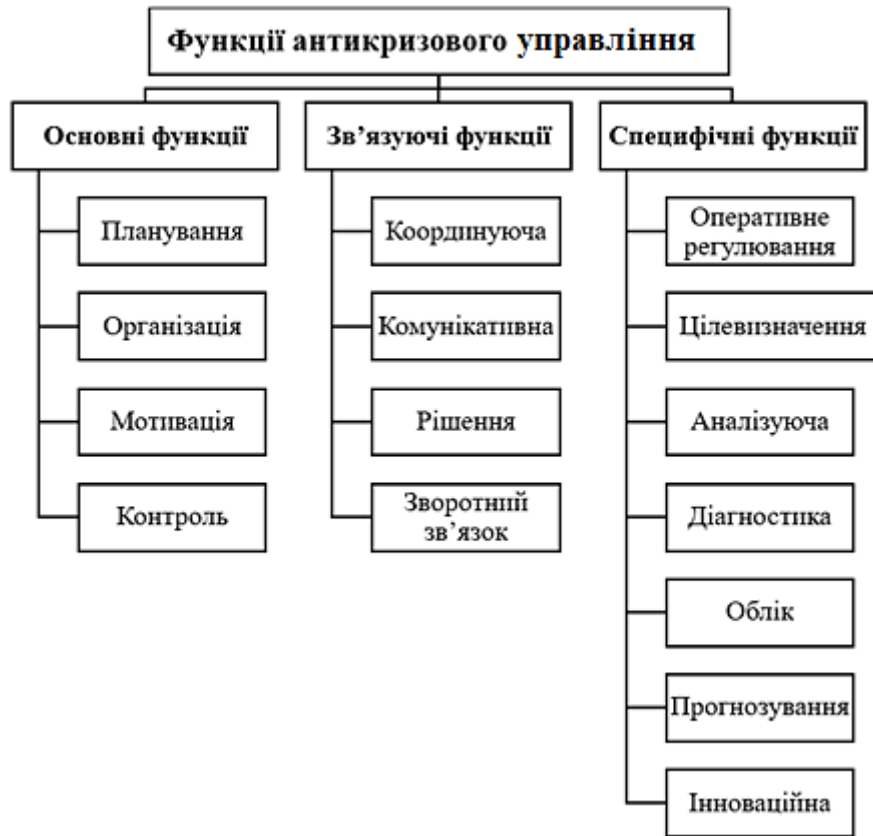 Функції антикризового управління
Основні функції
Планування
Організація
Мотивація
Контроль
Зв’язуючі функції
Координуюча
Комунікативна
Рішення
Зворотний
зв’язок
Специфічні функції
Оперативне
регулювання
Цілевизначення
Аналізуюча
Діагностика
Облік
Прогнозування
Інноваційна